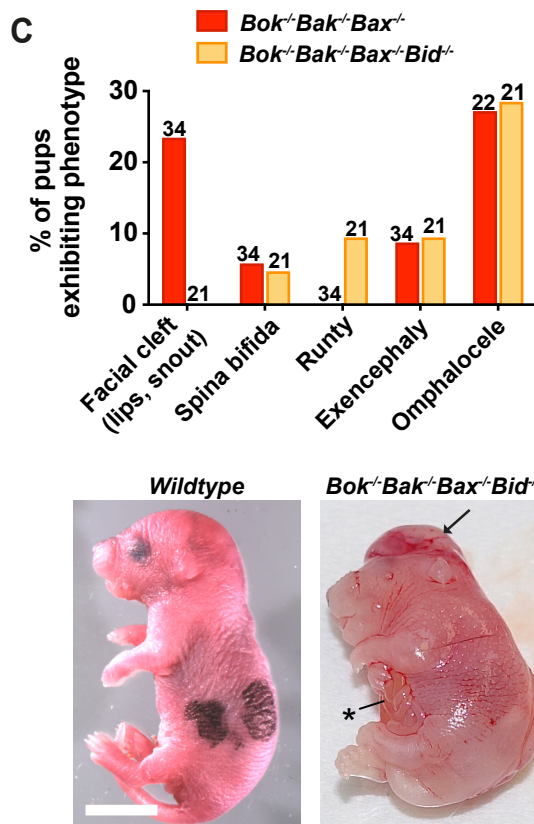 C
Bok-/-Bak-/-Bax-/-
Bok-/-Bak-/-Bax-/-Bid-/-
% of pups
exhibiting phenotype
30
20
10
0
34
21
34
21
34
21
34
21
22
21
Facial cleft
(lips, snout)
Spina bifida
Runty
Exencephaly
Omphalocele
Wildtype
Bok-/-Bak-/-Bax-/-Bid-/
*